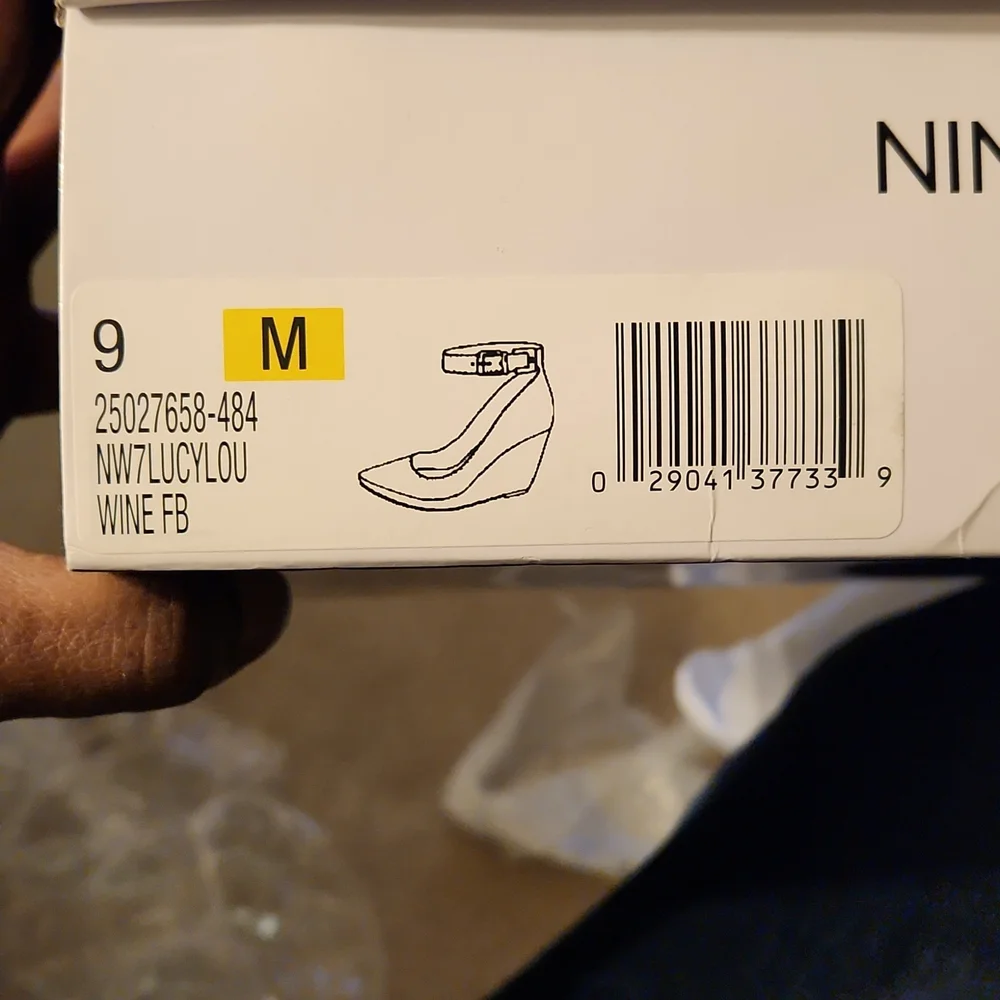 NIN
9 M
25027658-484
NW7LUCYLOU
WINE FB
0 29041 37733 9